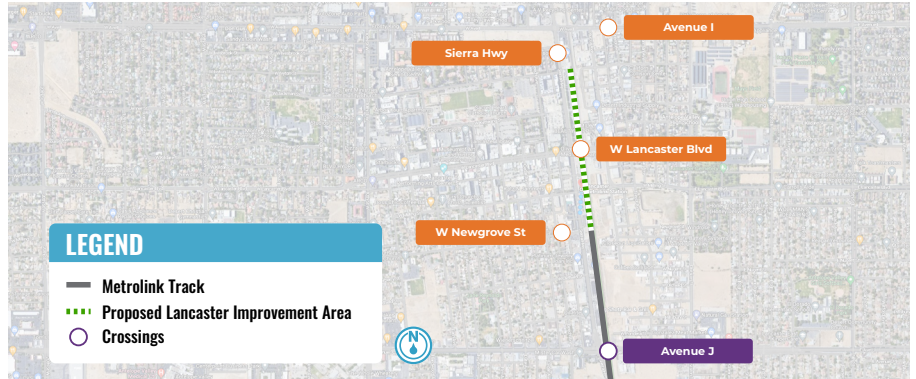 Avenue I
Sierra Hwy
W Lancaster Blvd
W Newgrove St
LEGEND
Metrolink Track
Proposed Lancaster Improvement Area
Crossings
N
Avenue J